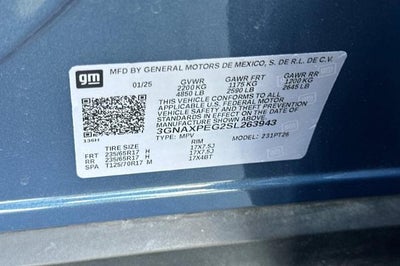 gm
MFD BY GENERAL MOTORS DE MEXICO, S. DE R.L. DE C.V.
01/25 GVWR GAWR FRT GAWR RR
2200 KG 1175 KG 1200 KG
4850 LB 2590 LB 2645 LB
THIS VEHICLE CONFORMS TO ALL
APPLICABLE U.S. FEDERAL MOTOR
VEHICLE SAFETY AND THEFT PREVENTION
STANDARDS IN EFFECT ON THE DATE OF
MANUFACTURE SHOWN ABOVE.
3GNAXPEG2SL263943
136H TYPE: MPV MODEL: 231PT26
TIRE SIZE RIM
FRT 235/65R17 H 17X7.5J
RR 235/65R17 H 17X7.5J
SP T125/70R17 M 17X4BT